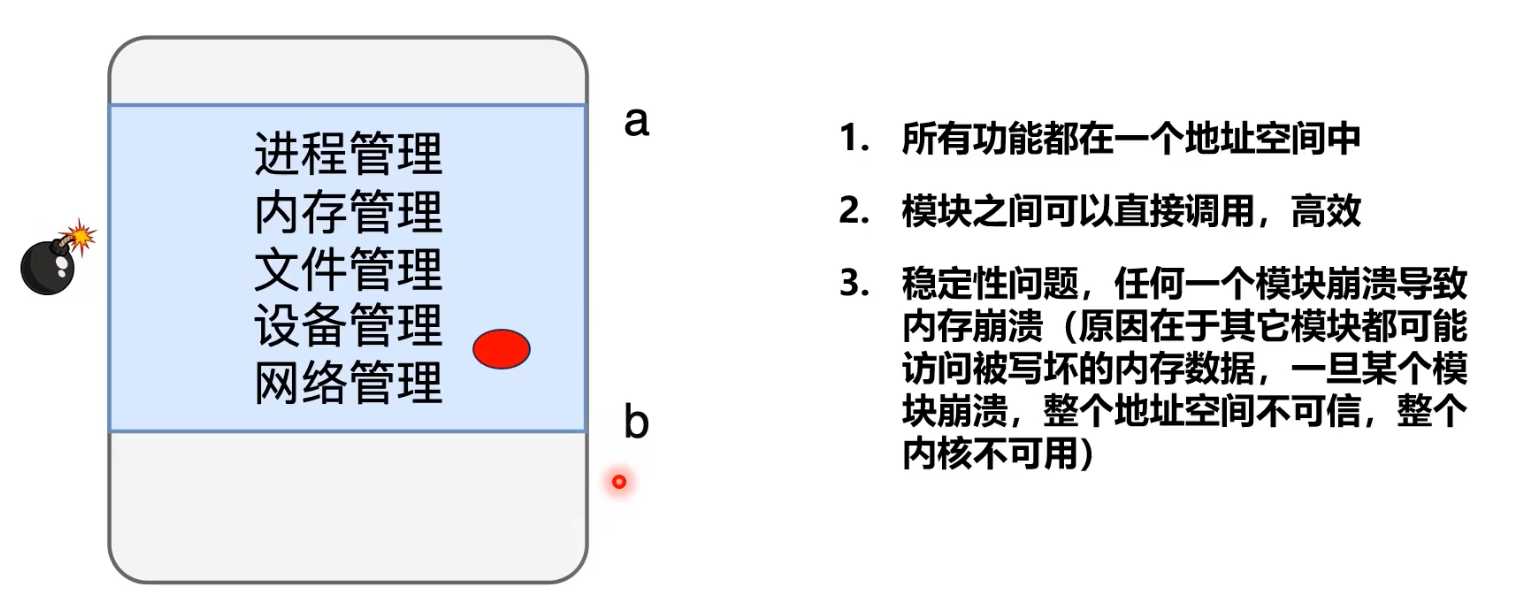 进程管理
内存管理
文件管理
设备管理
网络管理
a
b
1. 所有功能都在一个地址空间中
2. 模块之间可以直接调用，高效
3. 稳定性问题，任何一个模块崩溃导致
内存崩溃（原因在于其它模块都可能
访问被写坏的内存数据，一旦某个模
块崩溃，整个地址空间不可信，整个
内核不可用）